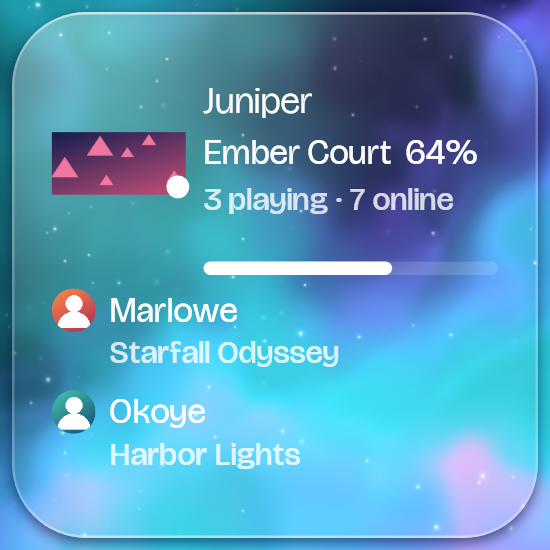 Juniper
Ember Court 64%
3 playing · 7 online
Marlowe
Starfall Odyssey
Okoye
Harbor Lights